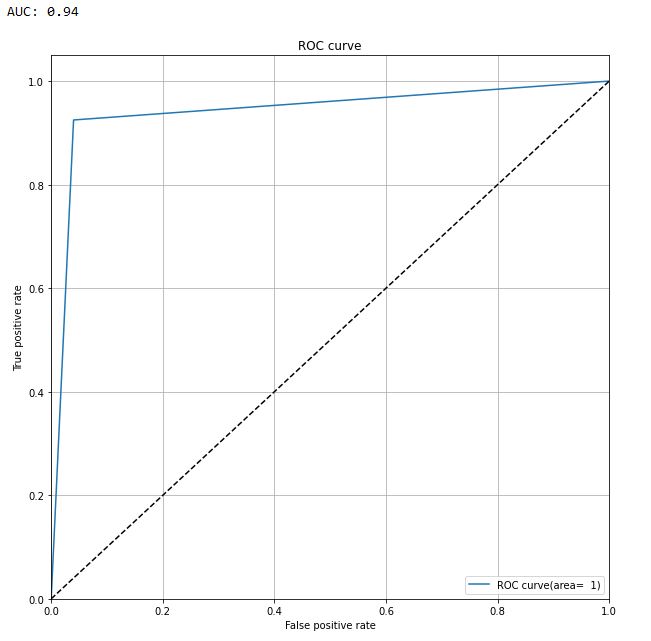 AUC: 0.94
ROC curve
1.0
0.8
0.6
0.4
0.2
0.0
True positive rate
ROC curve(area=  1)
0.0 0.2 0.4 0.6 0.8 1.0
False positive rate